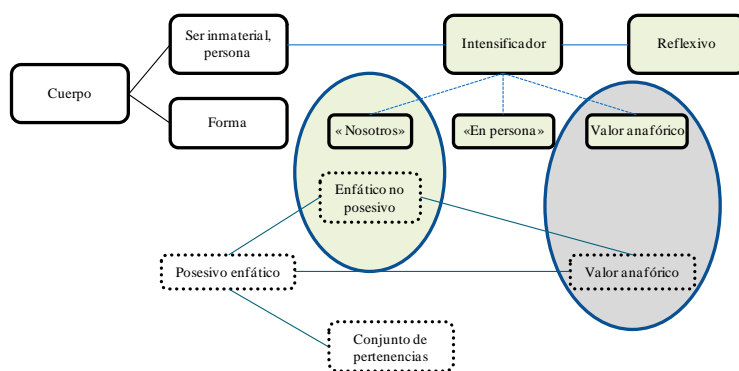 Ser inmaterial,
persona
Intensificador
Reflexivo
Cuerpo
Forma
« Nosotros»
«En persona»
Valor anafórico
Enfático no
posesivo
Posesivo enfático
Valor anafórico
Conjunto de
pertenencias